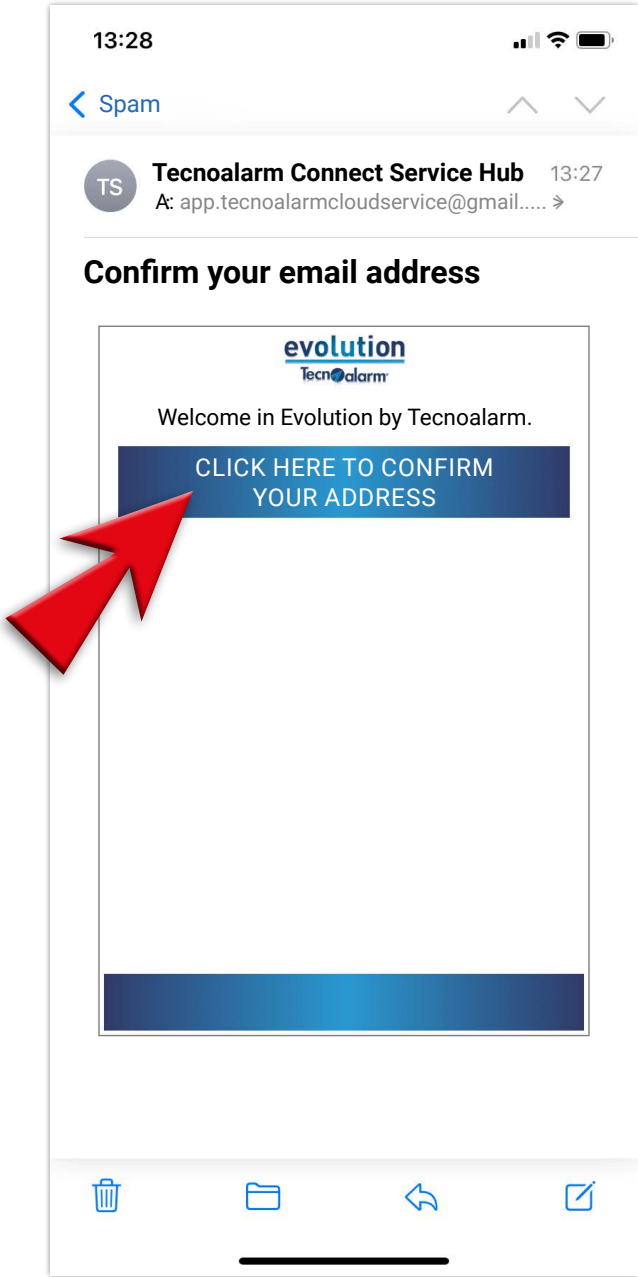 13:28
Spam
TS
Tecnoalarm Connect Service Hub 13:27
A: app.tecnoalarmcloudservice@gmail.....
Confirm your email address
evolution
Tecnoalarm
Welcome in Evolution by Tecnoalarm.
CLICK HERE TO CONFIRM
YOUR ADDRESS